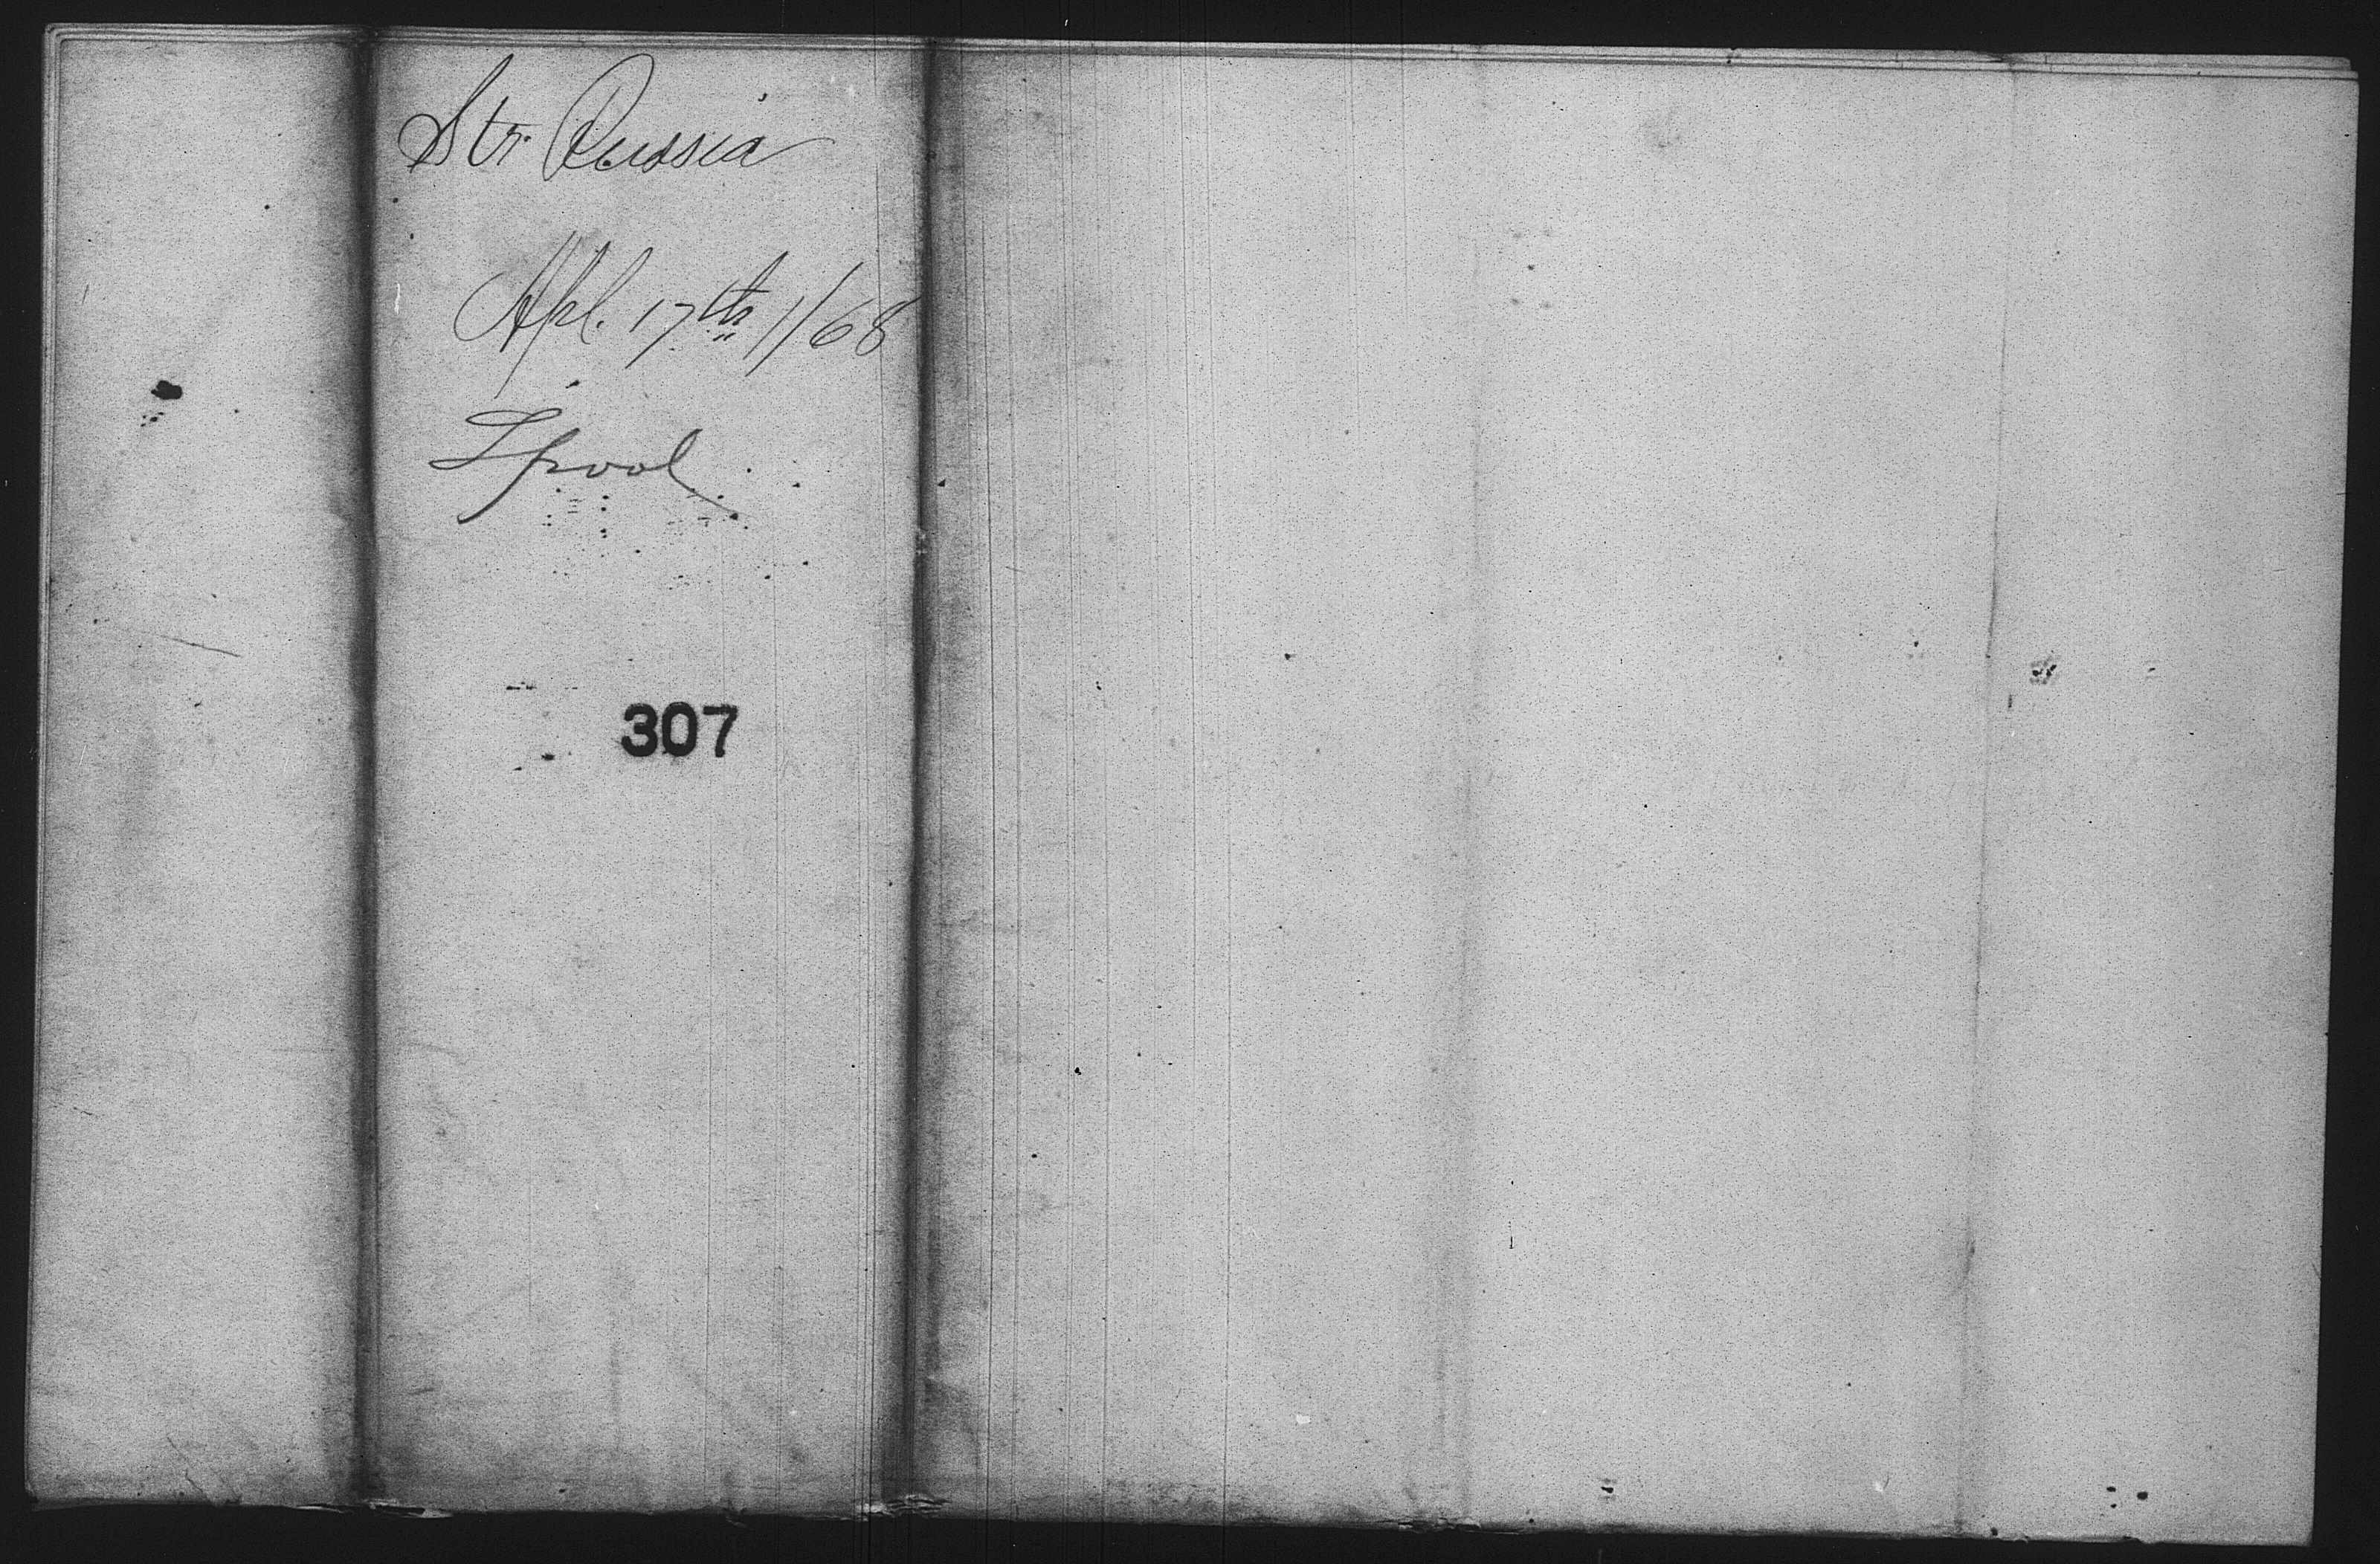 Str. Russia
Apl. 17th 1/68
Lpool
307